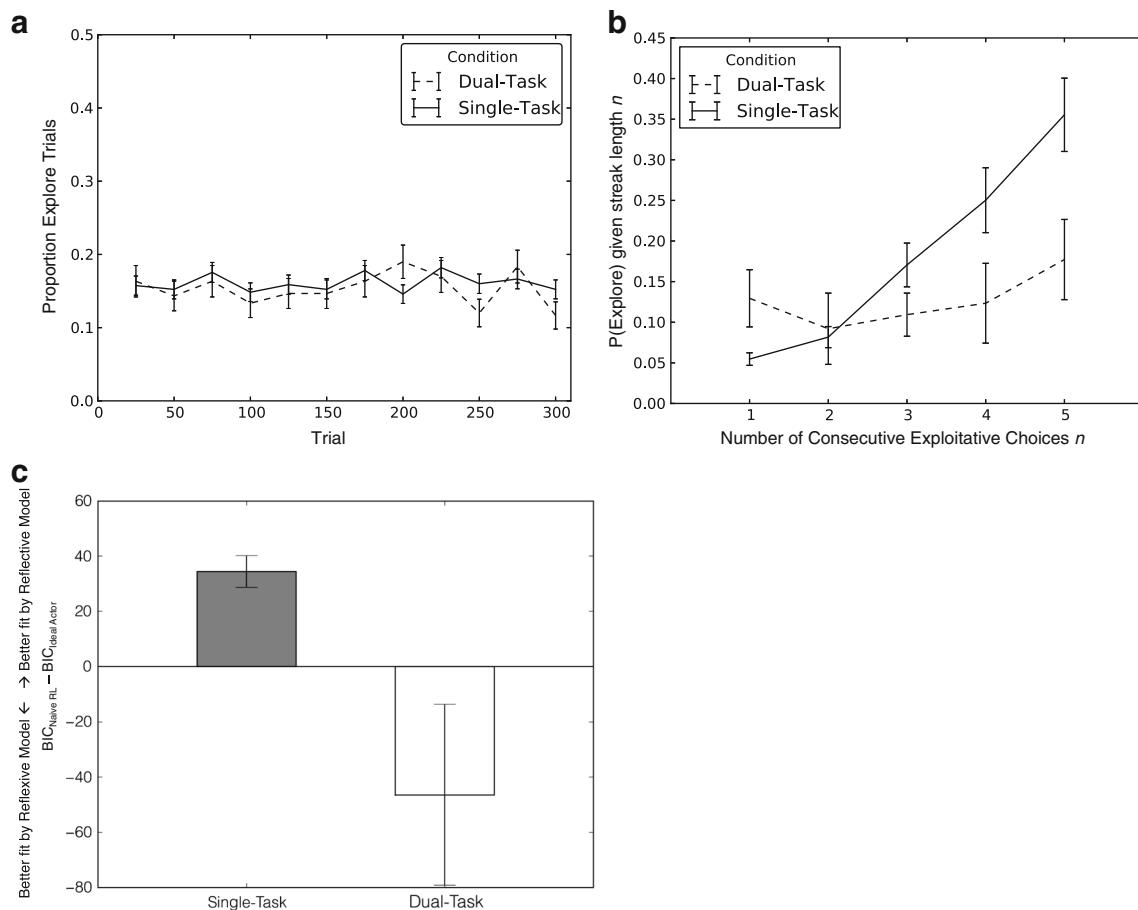 a
0.5
0.4
0.3
0.2
0.1
0.0
Proportion Explore Trials
Condition
Dual-Task
Single-Task
0
50
100
150
200
250
300
Trial
b
0.45
0.40
0.35
0.30
0.25
0.20
0.15
0.10
0.05
0.00
P(Explore) given streak length n
Condition
Dual-Task
Single-Task
1
2
3
4
5
Number of Consecutive Exploitative Choices n
c
Better fit by Reflexive Model ← → Better fit by Reflective Model
BIC Naive RL − BIC Ideal Actor
60
40
20
0
−20
−40
−60
−80
Single-Task
Dual-Task